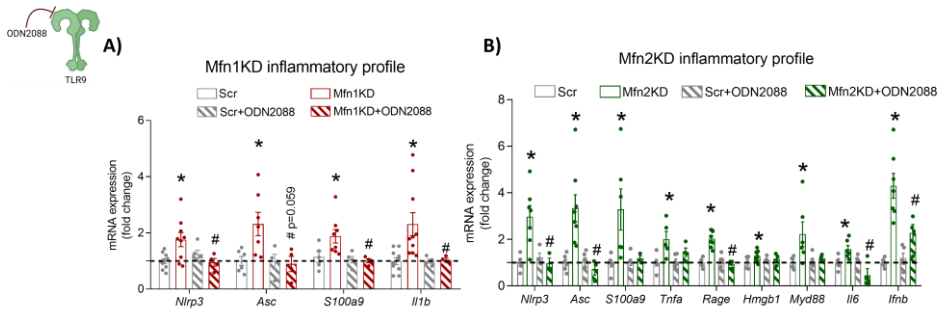 ODN2088
TLR9
A)
Mfn1KD inflammatory profile
Scr Mfn1KD
Scr+ODN2088 Mfn1KD+ODN2088
mRNA expression
(fold change)
6
4
2
0
* * * *
# # p=0.059 # #
Nlrp3 Asc S100a9 Il1b
B)
Mfn2KD inflammatory profile
Scr Mfn2KD Scr+ODN2088 Mfn2KD+ODN2088
mRNA expression
(fold change)
8
6
4
2
0
* * * * * * * * *
# # # # #
Nlrp3 Asc S100a9 Tnfa Rage Hmgb1 Myd88 Il6 Ifnb